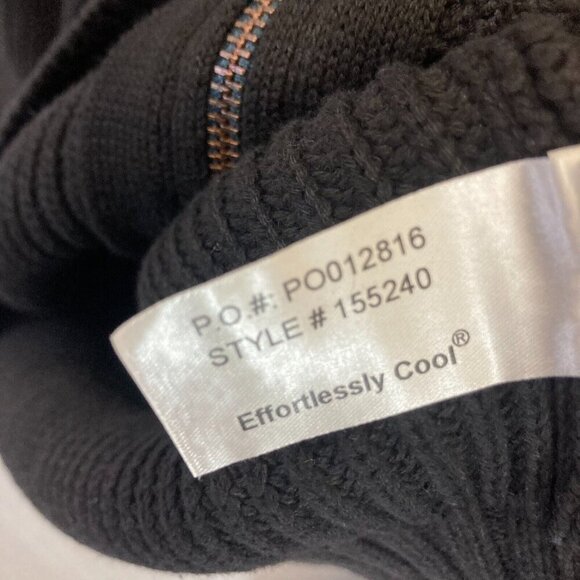 P.O.#: PO012816
STYLE # 155240
Effortlessly Cool®